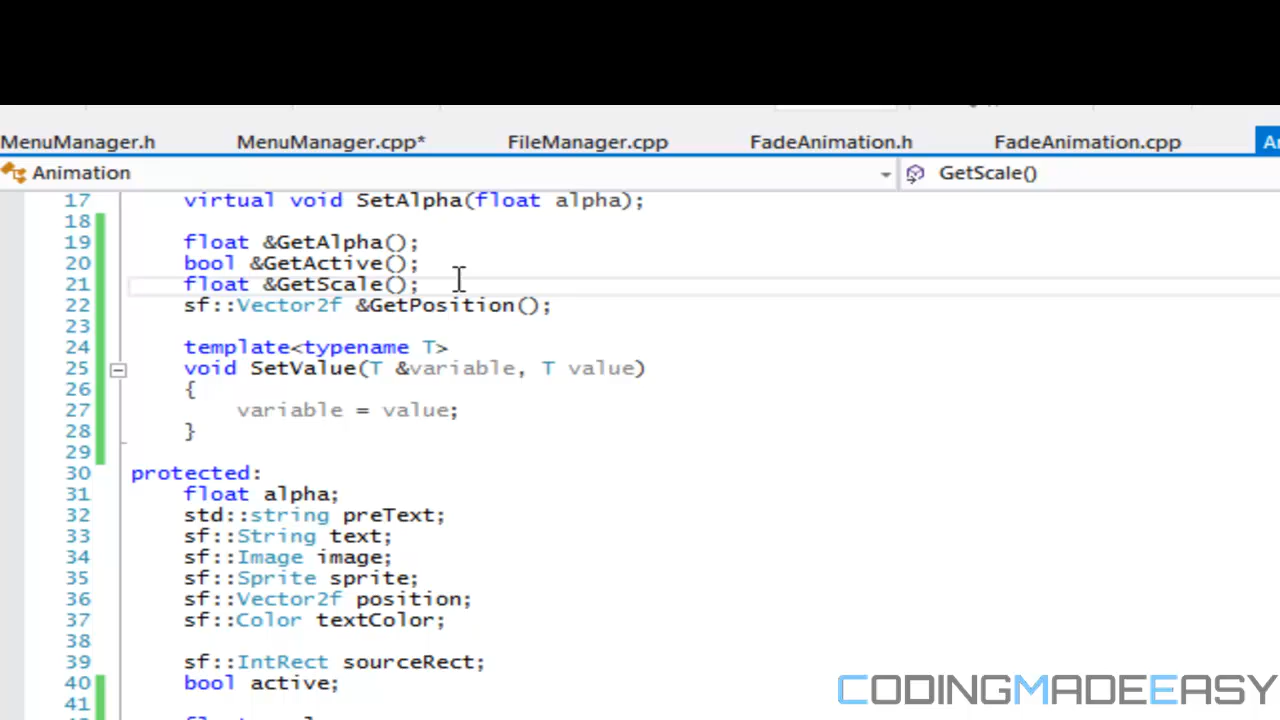 MenuManager.h MenuManager.cpp* FileManager.cpp FadeAnimation.h FadeAnimation.cpp
Animation GetScale()
17 virtual void SetAlpha(float alpha);
18
19 float &GetAlpha();
20 bool &GetActive();
21 float &GetScale();
22 sf::Vector2f &GetPosition();
23
24 template<typename T>
25 void SetValue(T &variable, T value)
26 {
27 variable = value;
28 }
29
30 protected:
31 float alpha;
32 std::string preText;
33 sf::String text;
34 sf::Image image;
35 sf::Sprite sprite;
36 sf::Vector2f position;
37 sf::Color textColor;
38
39 sf::IntRect sourceRect;
40 bool active;
41
CODINGMADEEASY